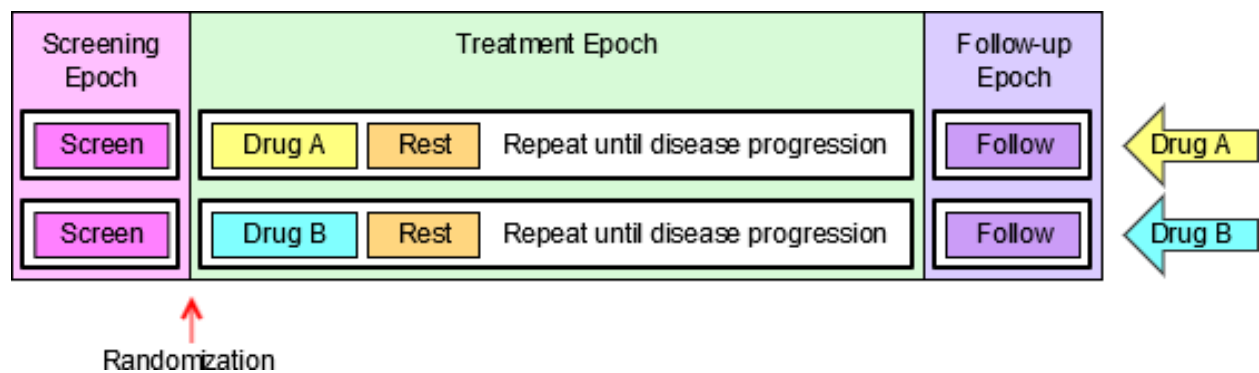 Screening
Epoch
Treatment Epoch
Follow-up
Epoch
Screen
Drug A
Rest
Repeat until disease progression
Follow
Drug A
Screen
Drug B
Rest
Repeat until disease progression
Follow
Drug B
Randomization